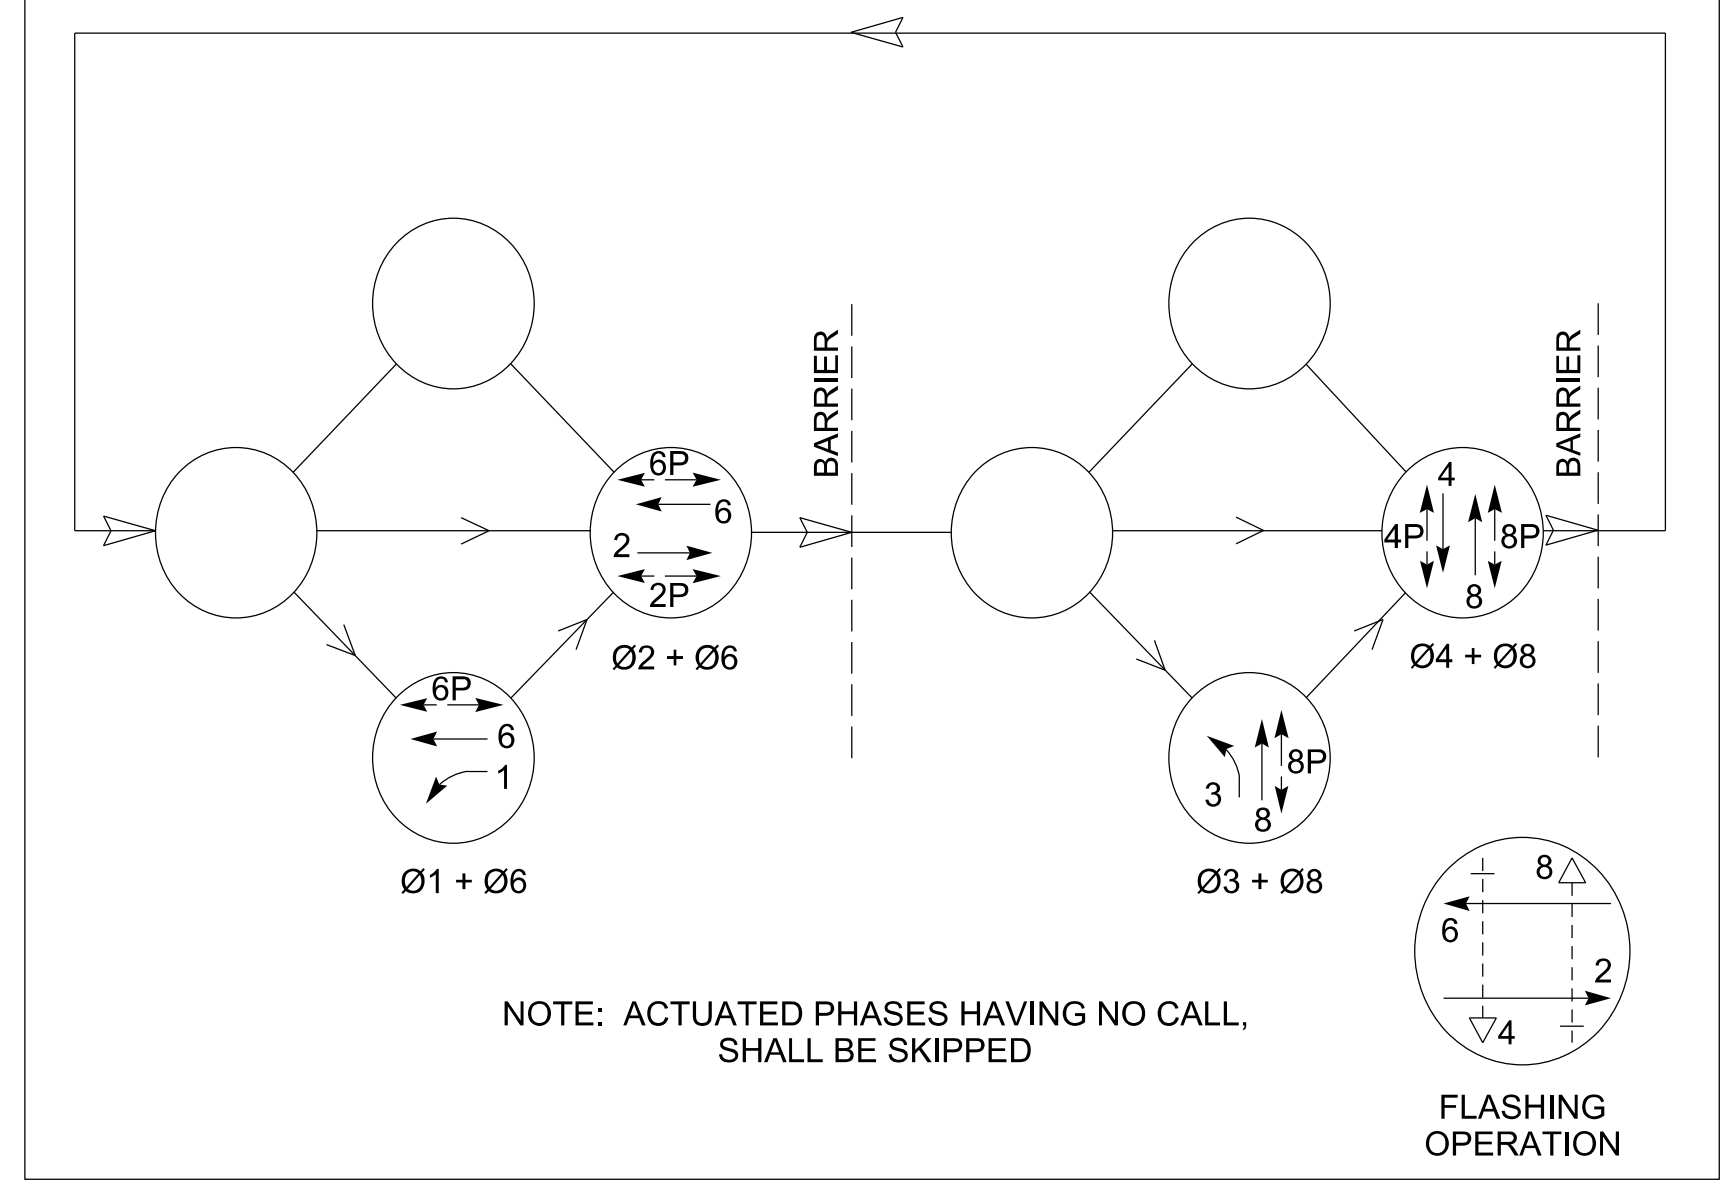 BARRIER
BARRIER
6P
6
2
2P
Ø2 + Ø6
4
4P
8P
8
Ø4 + Ø8
6P
6
1
Ø1 + Ø6
8P
3
8
Ø3 + Ø8
8
6
2
4
NOTE: ACTUATED PHASES HAVING NO CALL,
SHALL BE SKIPPED
FLASHING
OPERATION